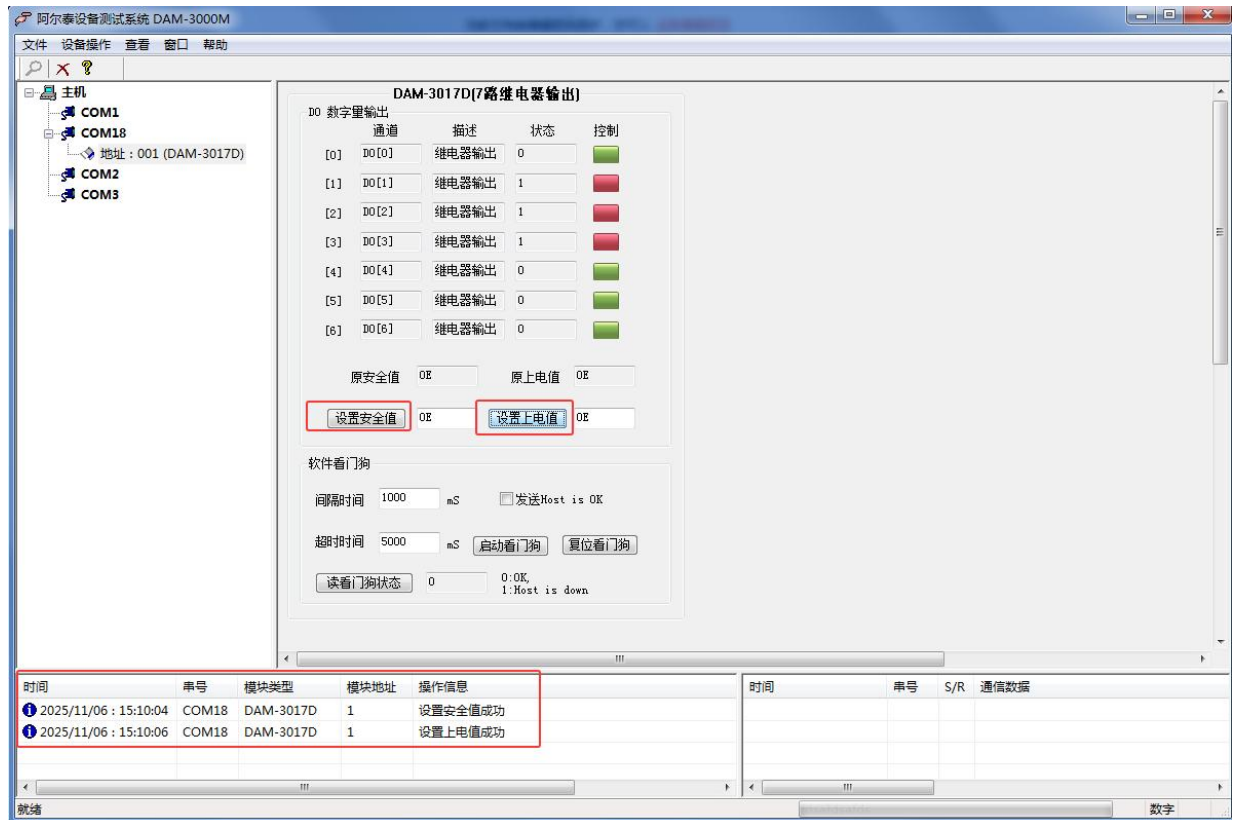 阿尔泰设备测试系统 DAM-3000M
文件 设备操作 查看 窗口 帮助
主机
COM1
COM18
地址：001 (DAM-3017D)
COM2
COM3
DAM-3017D(7路继电器输出)
DO 数字量输出
通道 描述 状态 控制
[0] DO[0] 继电器输出 0
[1] DO[1] 继电器输出 1
[2] DO[2] 继电器输出 1
[3] DO[3] 继电器输出 1
[4] DO[4] 继电器输出 0
[5] DO[5] 继电器输出 0
[6] DO[6] 继电器输出 0
原安全值 0E 原上电值 0E
设置安全值 0E 设置上电值 0E
软件看门狗
间隔时间 1000 mS 发送Host is OK
超时时间 5000 mS 启动看门狗 复位看门狗
读看门狗状态 0 0:OK,
1:Host is down
时间 串号 模块类型 模块地址 操作信息
2025/11/06 : 15:10:04 COM18 DAM-3017D 1 设置安全值成功
2025/11/06 : 15:10:06 COM18 DAM-3017D 1 设置上电值成功
时间 串号 S/R 通信数据
就绪 数字